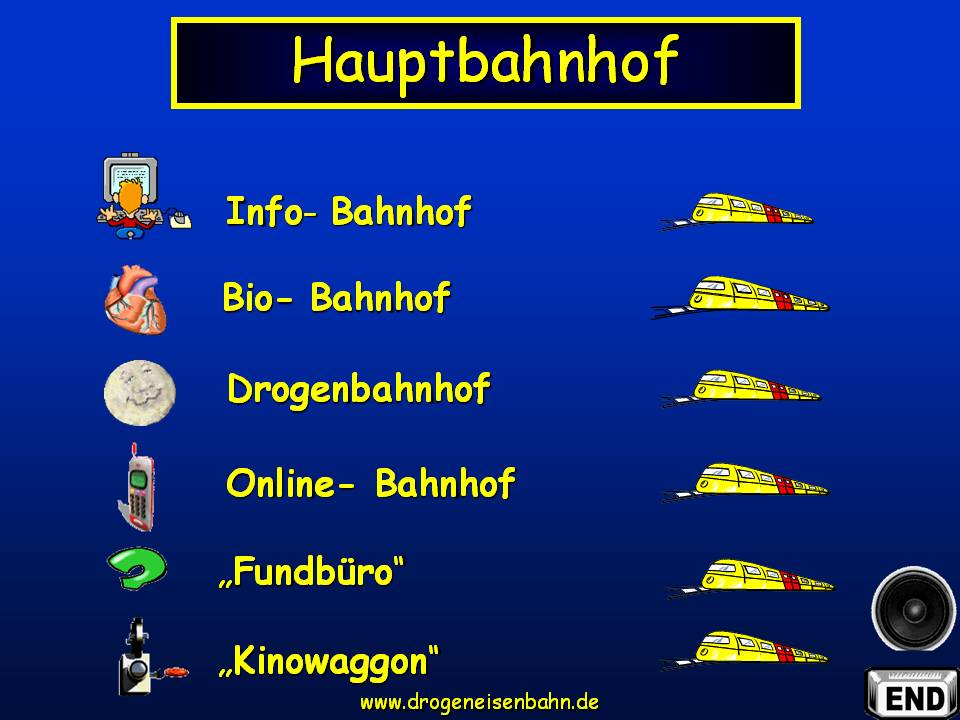 Hauptbahnhof
Info- Bahnhof
Bio- Bahnhof
Drogenbahnhof
Online- Bahnhof
„Fundbüro“
„Kinowaggon“
www.drogeneisenbahn.de
END